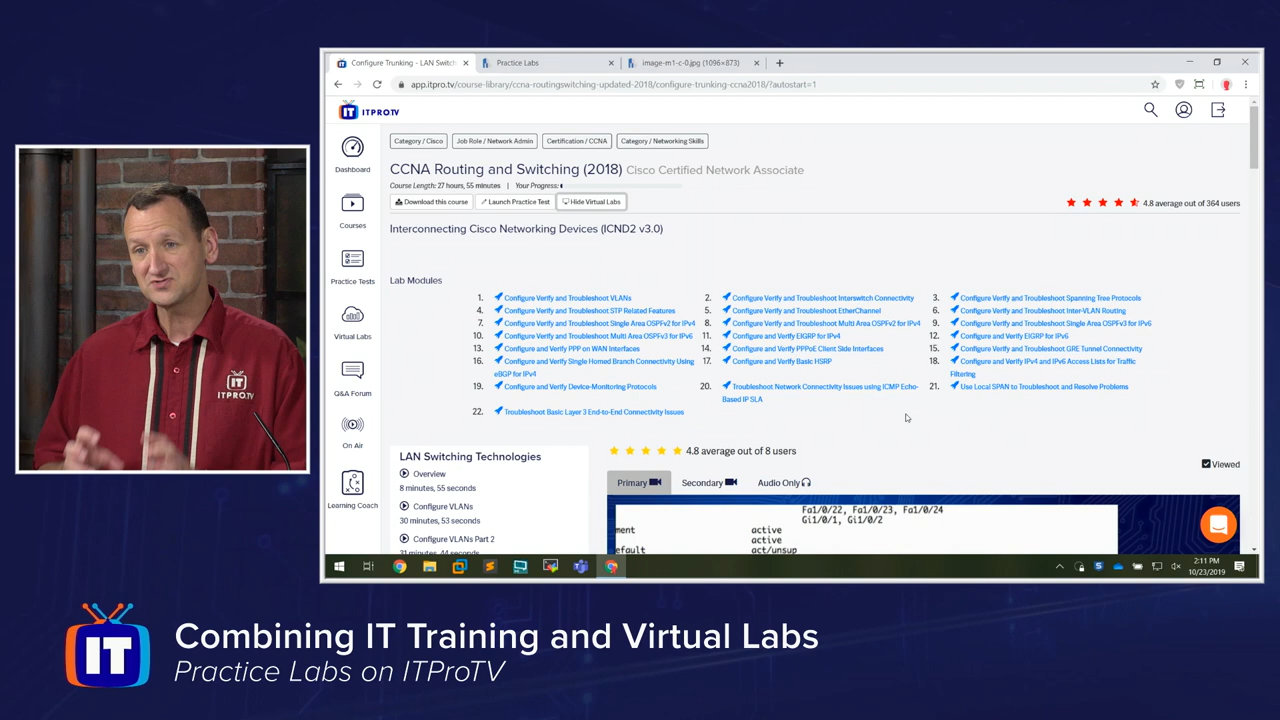 Configure Trunking - LAN Switch
Practice Labs
image-m1-c-0.jpg (1096×873)
app.itpro.tv/course-library/ccna-routingswitching-updated-2018/configure-trunking-ccna2018/?autostart=1
IT ITPRO.TV
Dashboard
Courses
Practice Tests
Virtual Labs
Q&A Forum
On Air
Learning Coach
Category / Cisco
Job Role / Network Admin
Certification / CCNA
Category / Networking Skills
CCNA Routing and Switching (2018) Cisco Certified Network Associate
Course Length: 27 hours, 55 minutes | Your Progress:
Download this course
Launch Practice Test
Hide Virtual Labs
4.8 average out of 364 users
Interconnecting Cisco Networking Devices (ICND2 v3.0)
Lab Modules
1. Configure Verify and Troubleshoot VLANs
2. Configure Verify and Troubleshoot Interswitch Connectivity
3. Configure Verify and Troubleshoot Spanning Tree Protocols
4. Configure Verify and Troubleshoot STP Related Features
5. Configure Verify and Troubleshoot EtherChannel
6. Configure Verify and Troubleshoot Inter-VLAN Routing
7. Configure Verify and Troubleshoot Single Area OSPFv2 for IPv4
8. Configure Verify and Troubleshoot Multi Area OSPFv2 for IPv4
9. Configure Verify and Troubleshoot Single Area OSPFv3 for IPv6
10. Configure Verify and Troubleshoot Multi Area OSPFv3 for IPv6
11. Configure and Verify EIGRP for IPv4
12. Configure and Verify EIGRP for IPv6
13. Configure and Verify PPP on WAN Interfaces
14. Configure and Verify PPPoE Client Side Interfaces
15. Configure Verify and Troubleshoot GRE Tunnel Connectivity
16. Configure and Verify Single Homed Branch Connectivity Using
eBGP for IPv4
17. Configure and Verify Basic HSRP
18. Configure and Verify IPv4 and IPv6 Access Lists for Traffic
Filtering
19. Configure and Verify Device-Monitoring Protocols
20. Troubleshoot Network Connectivity Issues using ICMP Echo-
Based IP SLA
21. Use Local SPAN to Troubleshoot and Resolve Problems
22. Troubleshoot Basic Layer 3 End-to-End Connectivity Issues
LAN Switching Technologies
Overview
8 minutes, 55 seconds
Configure VLANs
30 minutes, 53 seconds
Configure VLANs Part 2
31 minutes, 44 seconds
4.8 average out of 8 users
Viewed
Primary
Secondary
Audio Only
Fa1/0/22, Fa1/0/23, Fa1/0/24
Gi1/0/1, Gi1/0/2
ment active
active
efault act/unsup
2:11 PM
10/23/2019
IT
ITPRO.TV
IT
Combining IT Training and Virtual Labs
Practice Labs on ITProTV